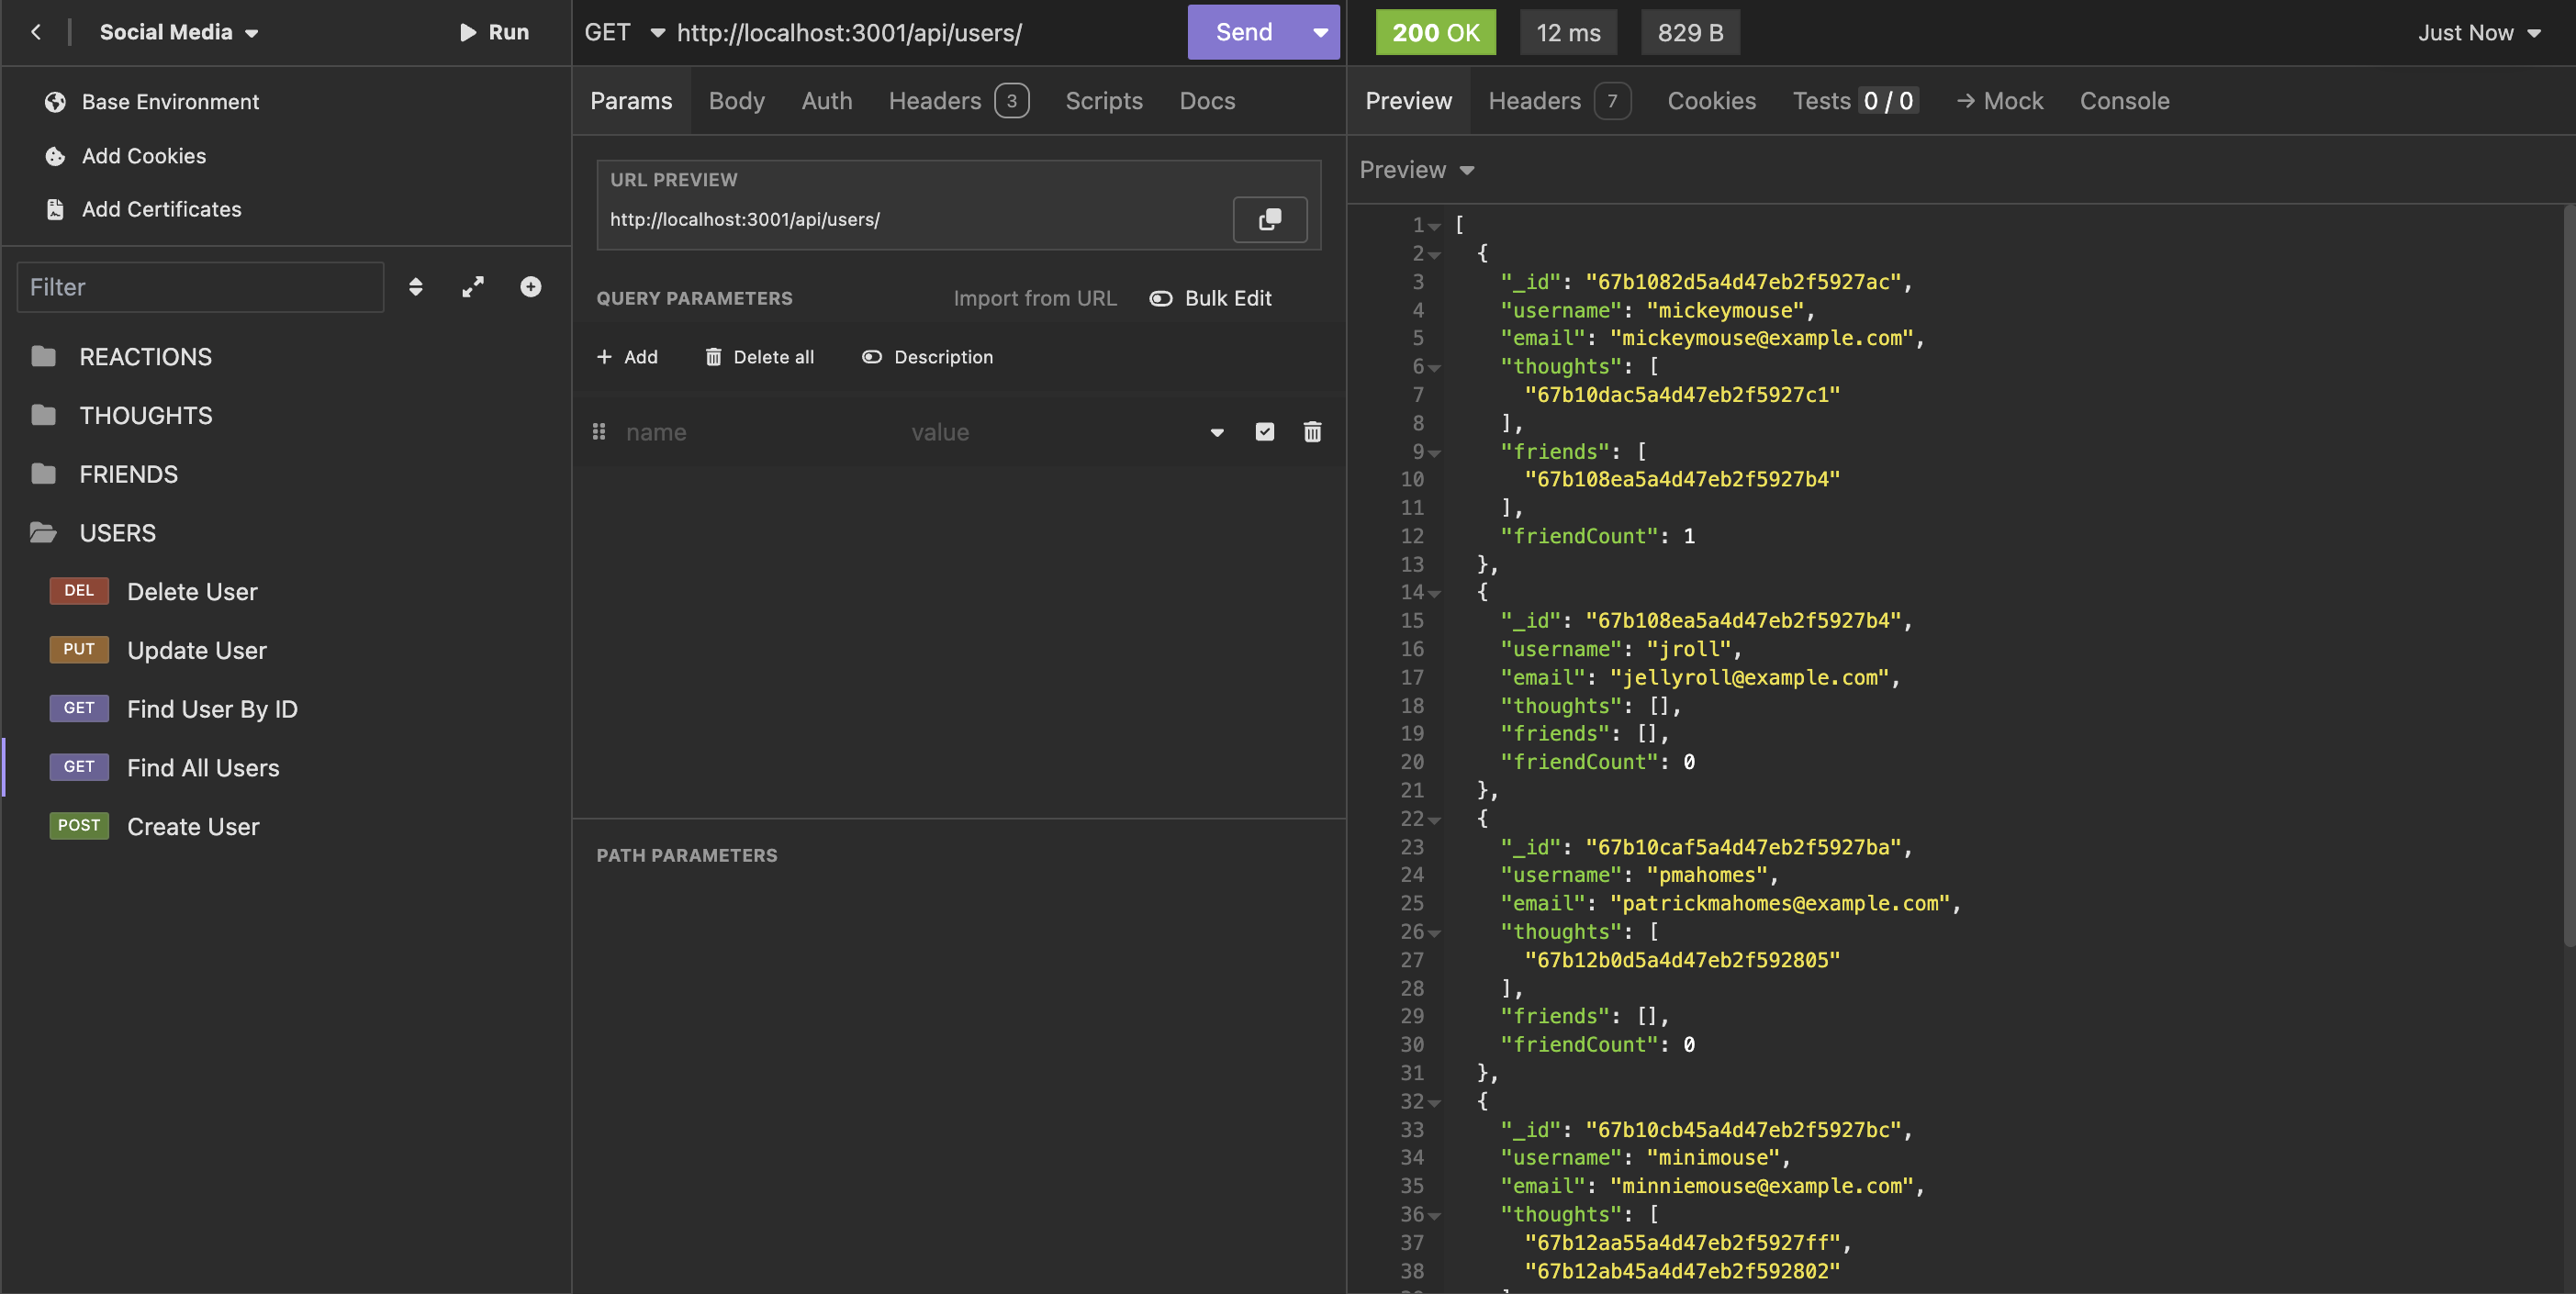 Social Media
Run
Base Environment
Add Cookies
Add Certificates
Filter
REACTIONS
THOUGHTS
FRIENDS
USERS
DEL Delete User
PUT Update User
GET Find User By ID
GET Find All Users
POST Create User
GET http://localhost:3001/api/users/
Send
Params Body Auth Headers 3 Scripts Docs
URL PREVIEW
http://localhost:3001/api/users/
QUERY PARAMETERS Import from URL Bulk Edit
Add Delete all Description
name value
PATH PARAMETERS
200 OK 12 ms 829 B Just Now
Preview Headers 7 Cookies Tests 0 / 0 → Mock Console
Preview
1 [
2 {
3 "_id": "67b1082d5a4d47eb2f5927ac",
4 "username": "mickeymouse",
5 "email": "mickeymouse@example.com",
6 "thoughts": [
7 "67b10dac5a4d47eb2f5927c1"
8 ],
9 "friends": [
10 "67b108ea5a4d47eb2f5927b4"
11 ],
12 "friendCount": 1
13 },
14 {
15 "_id": "67b108ea5a4d47eb2f5927b4",
16 "username": "jroll",
17 "email": "jellyroll@example.com",
18 "thoughts": [],
19 "friends": [],
20 "friendCount": 0
21 },
22 {
23 "_id": "67b10caf5a4d47eb2f5927ba",
24 "username": "pmahomes",
25 "email": "patrickmahomes@example.com",
26 "thoughts": [
27 "67b12b0d5a4d47eb2f592805"
28 ],
29 "friends": [],
30 "friendCount": 0
31 },
32 {
33 "_id": "67b10cb45a4d47eb2f5927bc",
34 "username": "minimouse",
35 "email": "minniemouse@example.com",
36 "thoughts": [
37 "67b12aa55a4d47eb2f5927ff",
38 "67b12ab45a4d47eb2f592802"